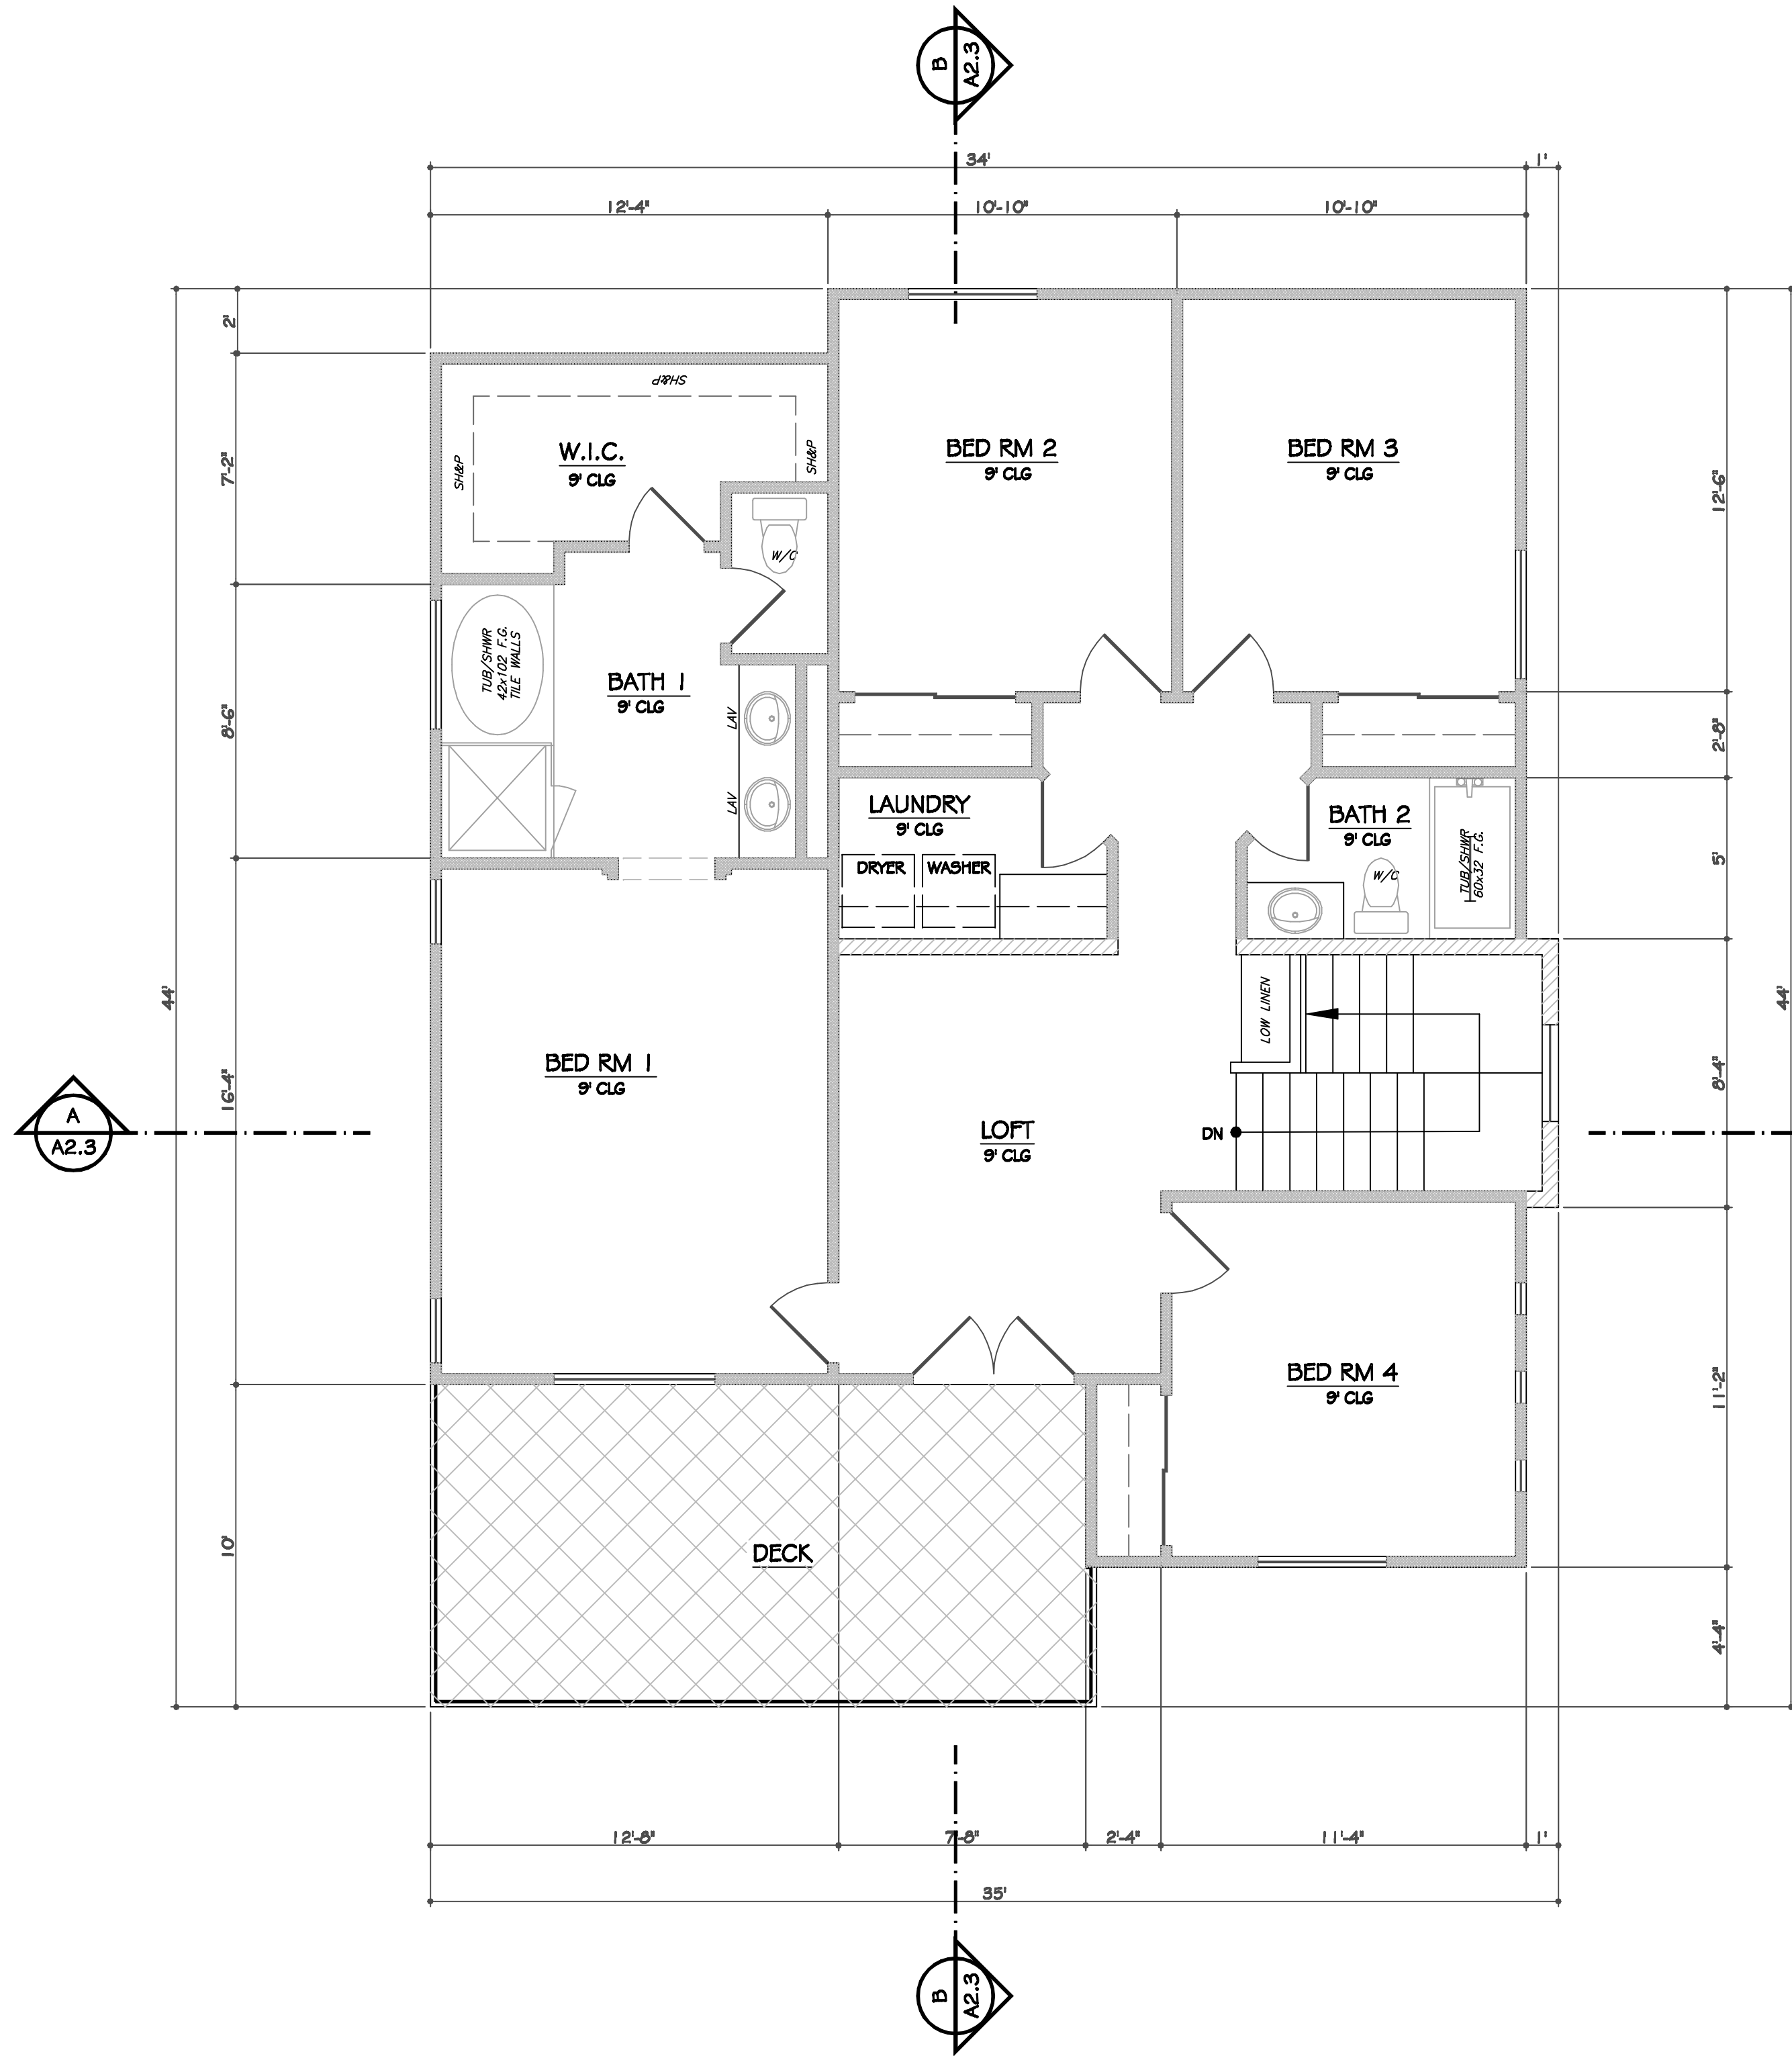 B
A2.3
34'
1'
12'-4"
10'-10"
10'-10"
2'
7'-2"
8'-6"
16'-4"
10'
44'
SH&P
SH&P
SH&P
W.I.C.
9' CLG
BED RM 2
9' CLG
BED RM 3
9' CLG
W/C
TUB/SHWR
42x102 F.G.
TILE WALLS
BATH 1
9' CLG
LAV
LAV
LAUNDRY
9' CLG
DRYER
WASHER
BATH 2
9' CLG
W/C
TUB/SHWR
60x32 F.G.
LOW LINEN
BED RM 1
9' CLG
LOFT
9' CLG
DN
BED RM 4
9' CLG
DECK
12'-6"
2'-8"
5'
8'-4"
11'-2"
4'-4"
44'
A
A2.3
12'-8"
7'-8"
2'-4"
11'-4"
1'
35'
B
A2.3